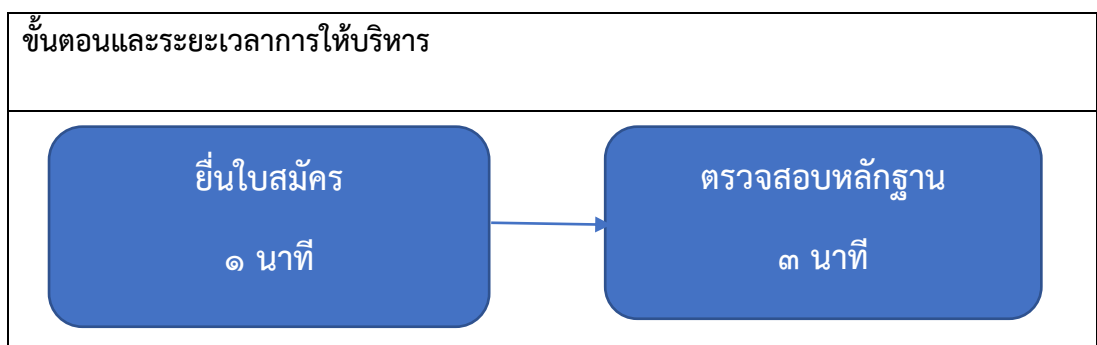 ขั้นตอนและระยะเวลาการให้บริหาร
ยื่นใบสมัคร
๑ นาที
ตรวจสอบหลักฐาน
๓ นาที